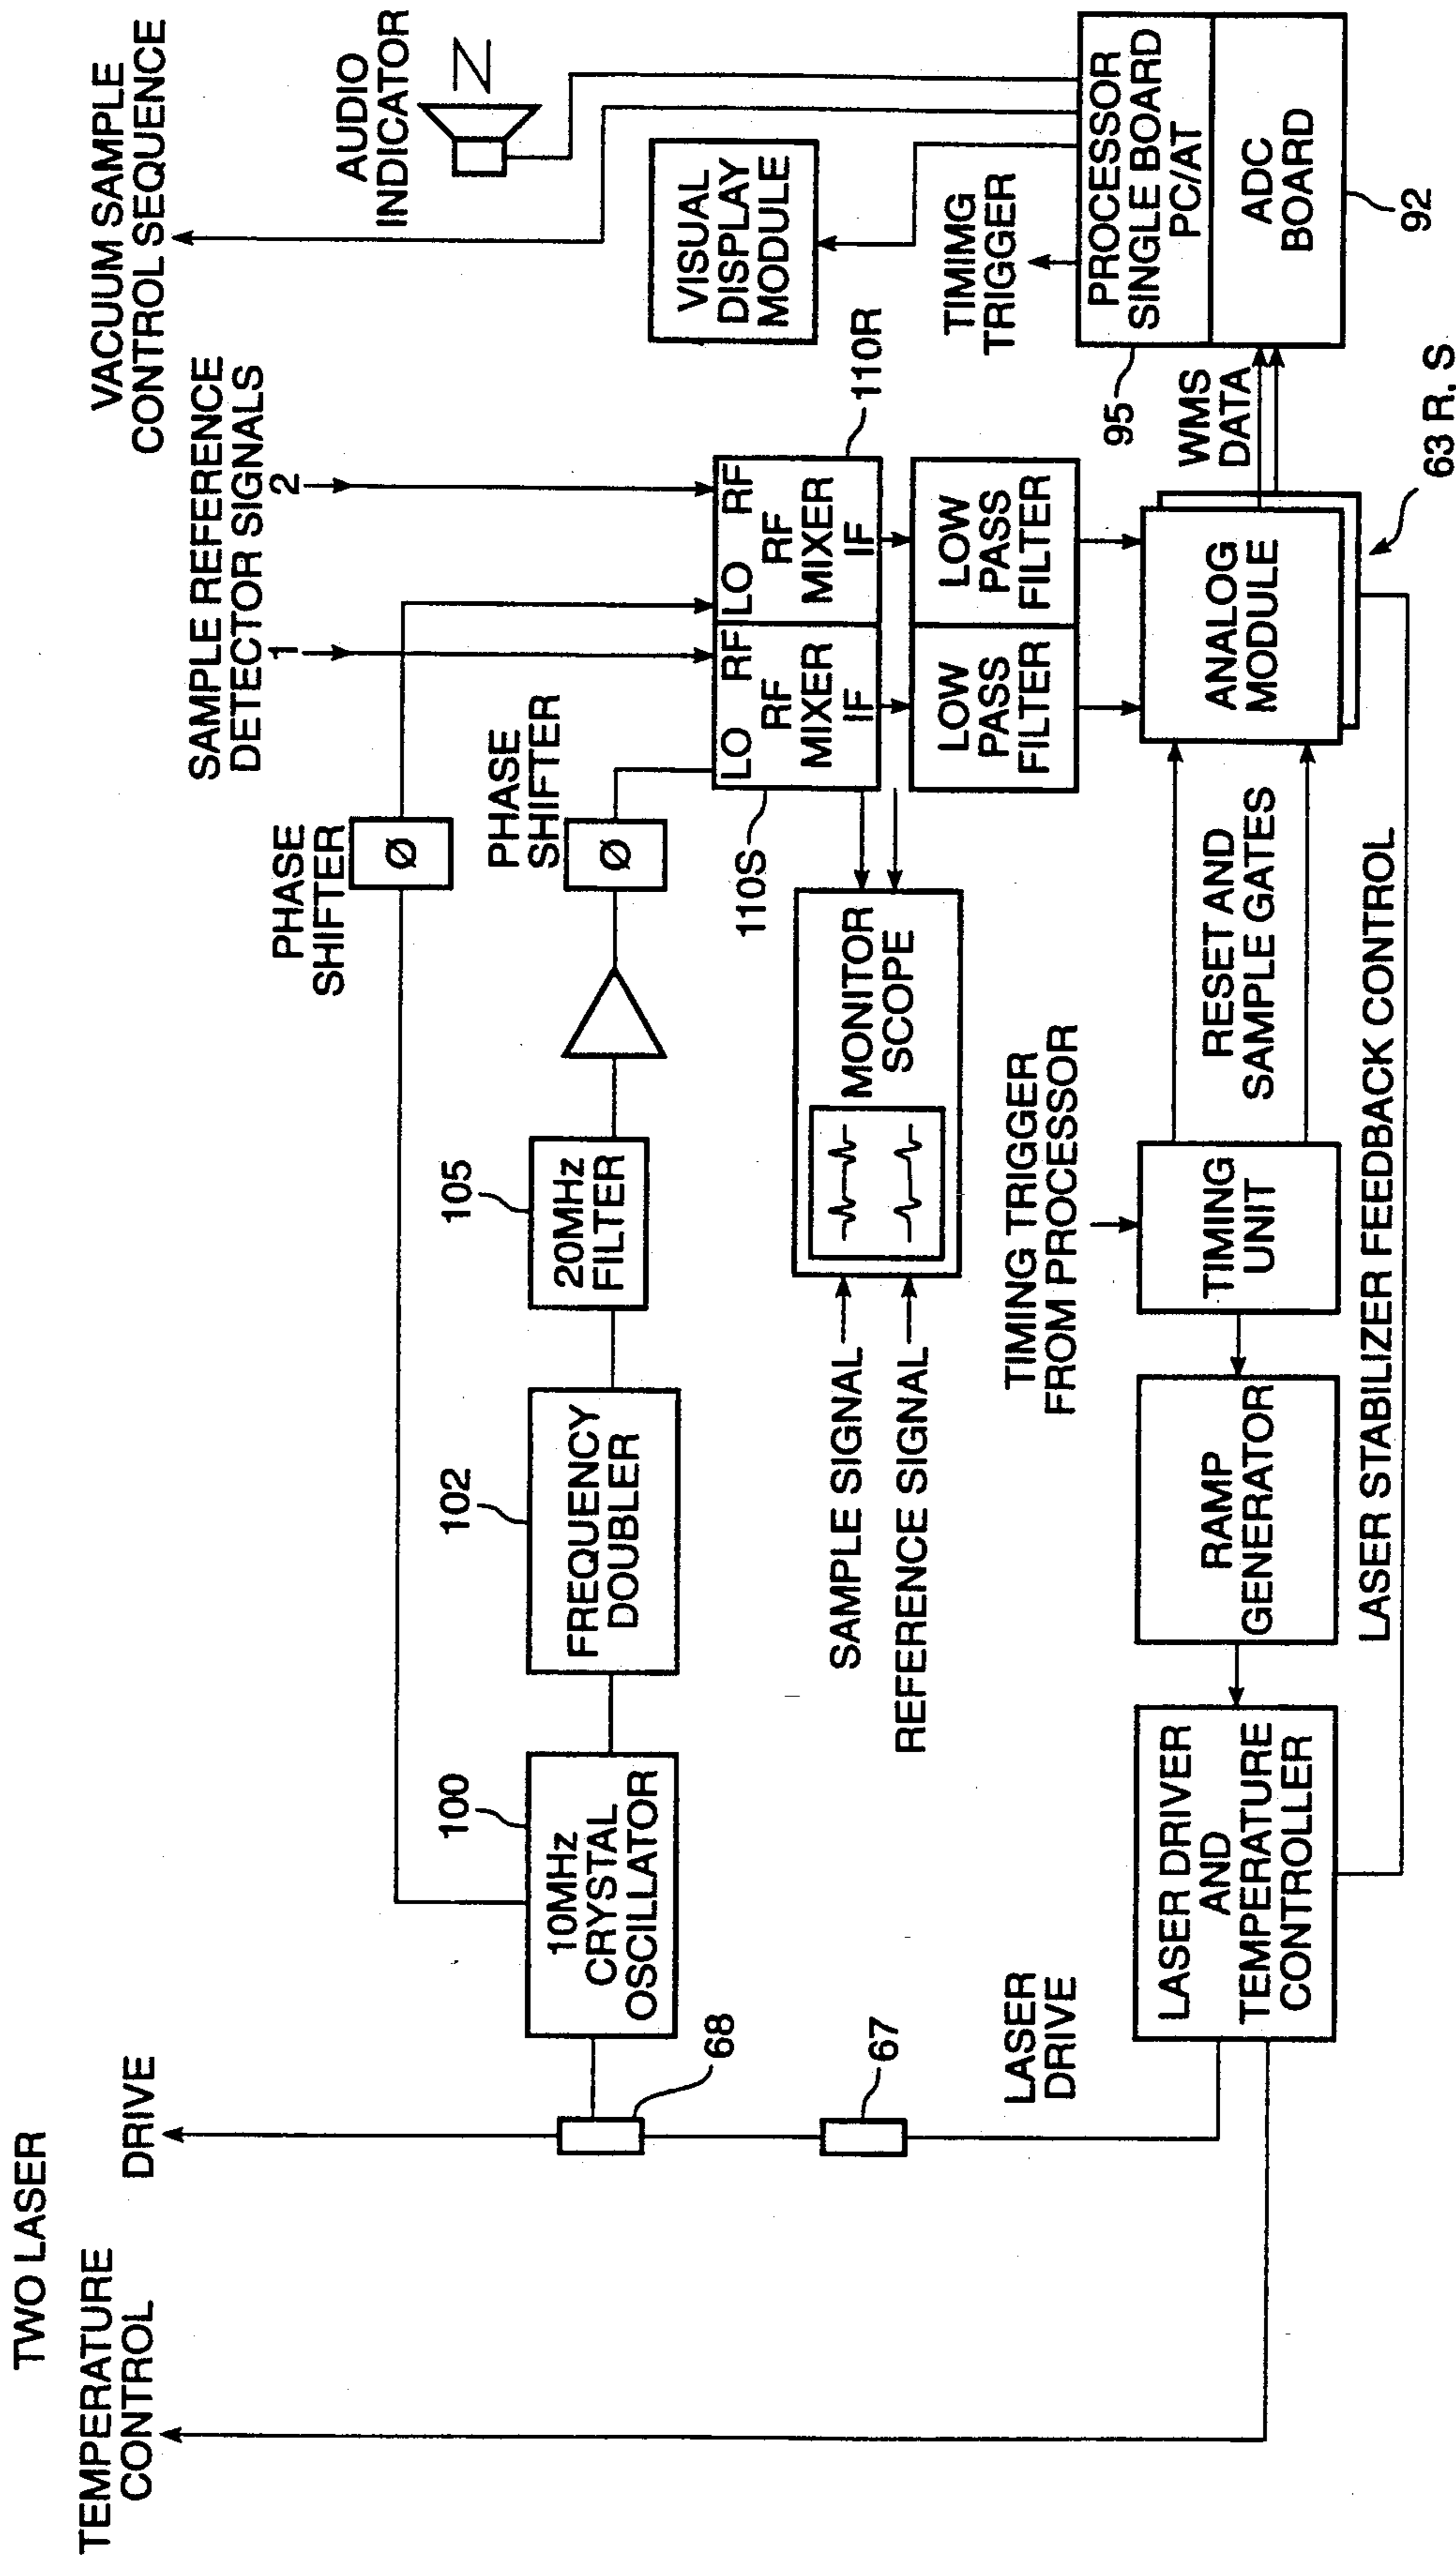 TWO LASER
TEMPERATURE
CONTROL
DRIVE
SAMPLE REFERENCE
DETECTOR SIGNALS
1
2
VACUUM SAMPLE
CONTROL SEQUENCE
PHASE
SHIFTER
Ø
AUDIO
INDICATOR
68
100
10MHz
CRYSTAL
OSCILLATOR
102
FREQUENCY
DOUBLER
105
20MHz
FILTER
PHASE
SHIFTER
Ø
110S
LO RF
RF
MIXER
IF
LO RF
RF
MIXER
IF
110R
VISUAL
DISPLAY
MODULE
67
SAMPLE SIGNAL
REFERENCE SIGNAL
MONITOR
SCOPE
LOW
PASS
FILTER
LOW
PASS
FILTER
TIMIMG
TRIGGER
LASER
DRIVE
TIMING TRIGGER
FROM PROCESSOR
95
PROCESSOR
SINGLE BOARD
PC/AT
ADC
BOARD
92
LASER DRIVER
AND
TEMPERATURE
CONTROLLER
RAMP
GENERATOR
TIMING
UNIT
RESET AND
SAMPLE GATES
ANALOG
MODULE
WMS
DATA
63 R, S
LASER STABILIZER FEEDBACK CONTROL